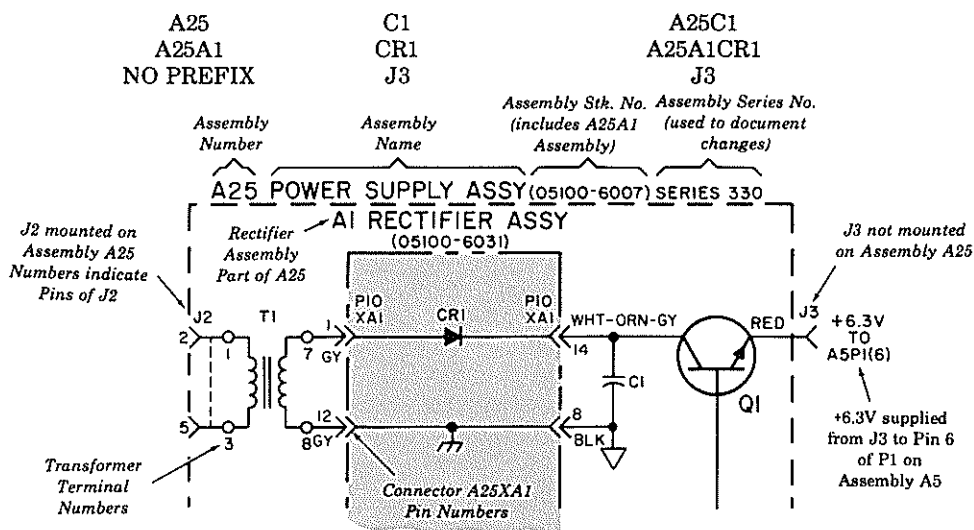 A25 C1 A25C1
A25A1 CR1 A25A1CR1
NO PREFIX J3 J3
Assembly
Number
Assembly
Name
Assembly Stk. No.
(includes A25A1
Assembly)
Assembly Series No.
(used to document
changes)
A25 POWER SUPPLY ASSY (05100-6007) SERIES 330
A1 RECTIFIER ASSY
(05100-6031)
J2 mounted on
Assembly A25
Numbers indicate
Pins of J2
Rectifier
Assembly
Part of A25
J3 not mounted
on Assembly A25
J2
T1
2
1
7
1
GY
P10
XA1
CR1
P10
XA1
WHT-ORN-GY
14
RED
J3
+6.3V
TO
A5P1(6)
C1
Q1
5
3
8
12
GY
8
BLK
+6.3V supplied
from J3 to Pin 6
of P1 on
Assembly A5
Transformer
Terminal
Numbers
Connector A25XA1
Pin Numbers